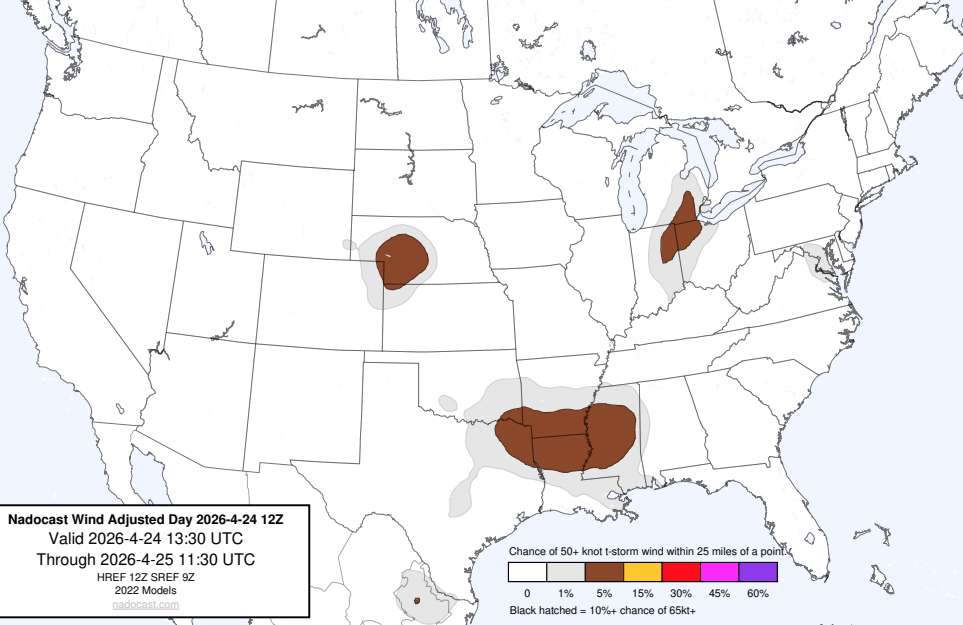 Nadocast Wind Adjusted Day 2026-4-24 12Z
Valid 2026-4-24 13:30 UTC
Through 2026-4-25 11:30 UTC
HREF 12Z SREF 9Z
2022 Models
nadocast.com
Chance of 50+ knot t-storm wind within 25 miles of a point.
0 1% 5% 15% 30% 45% 60%
Black hatched = 10%+ chance of 65kt+